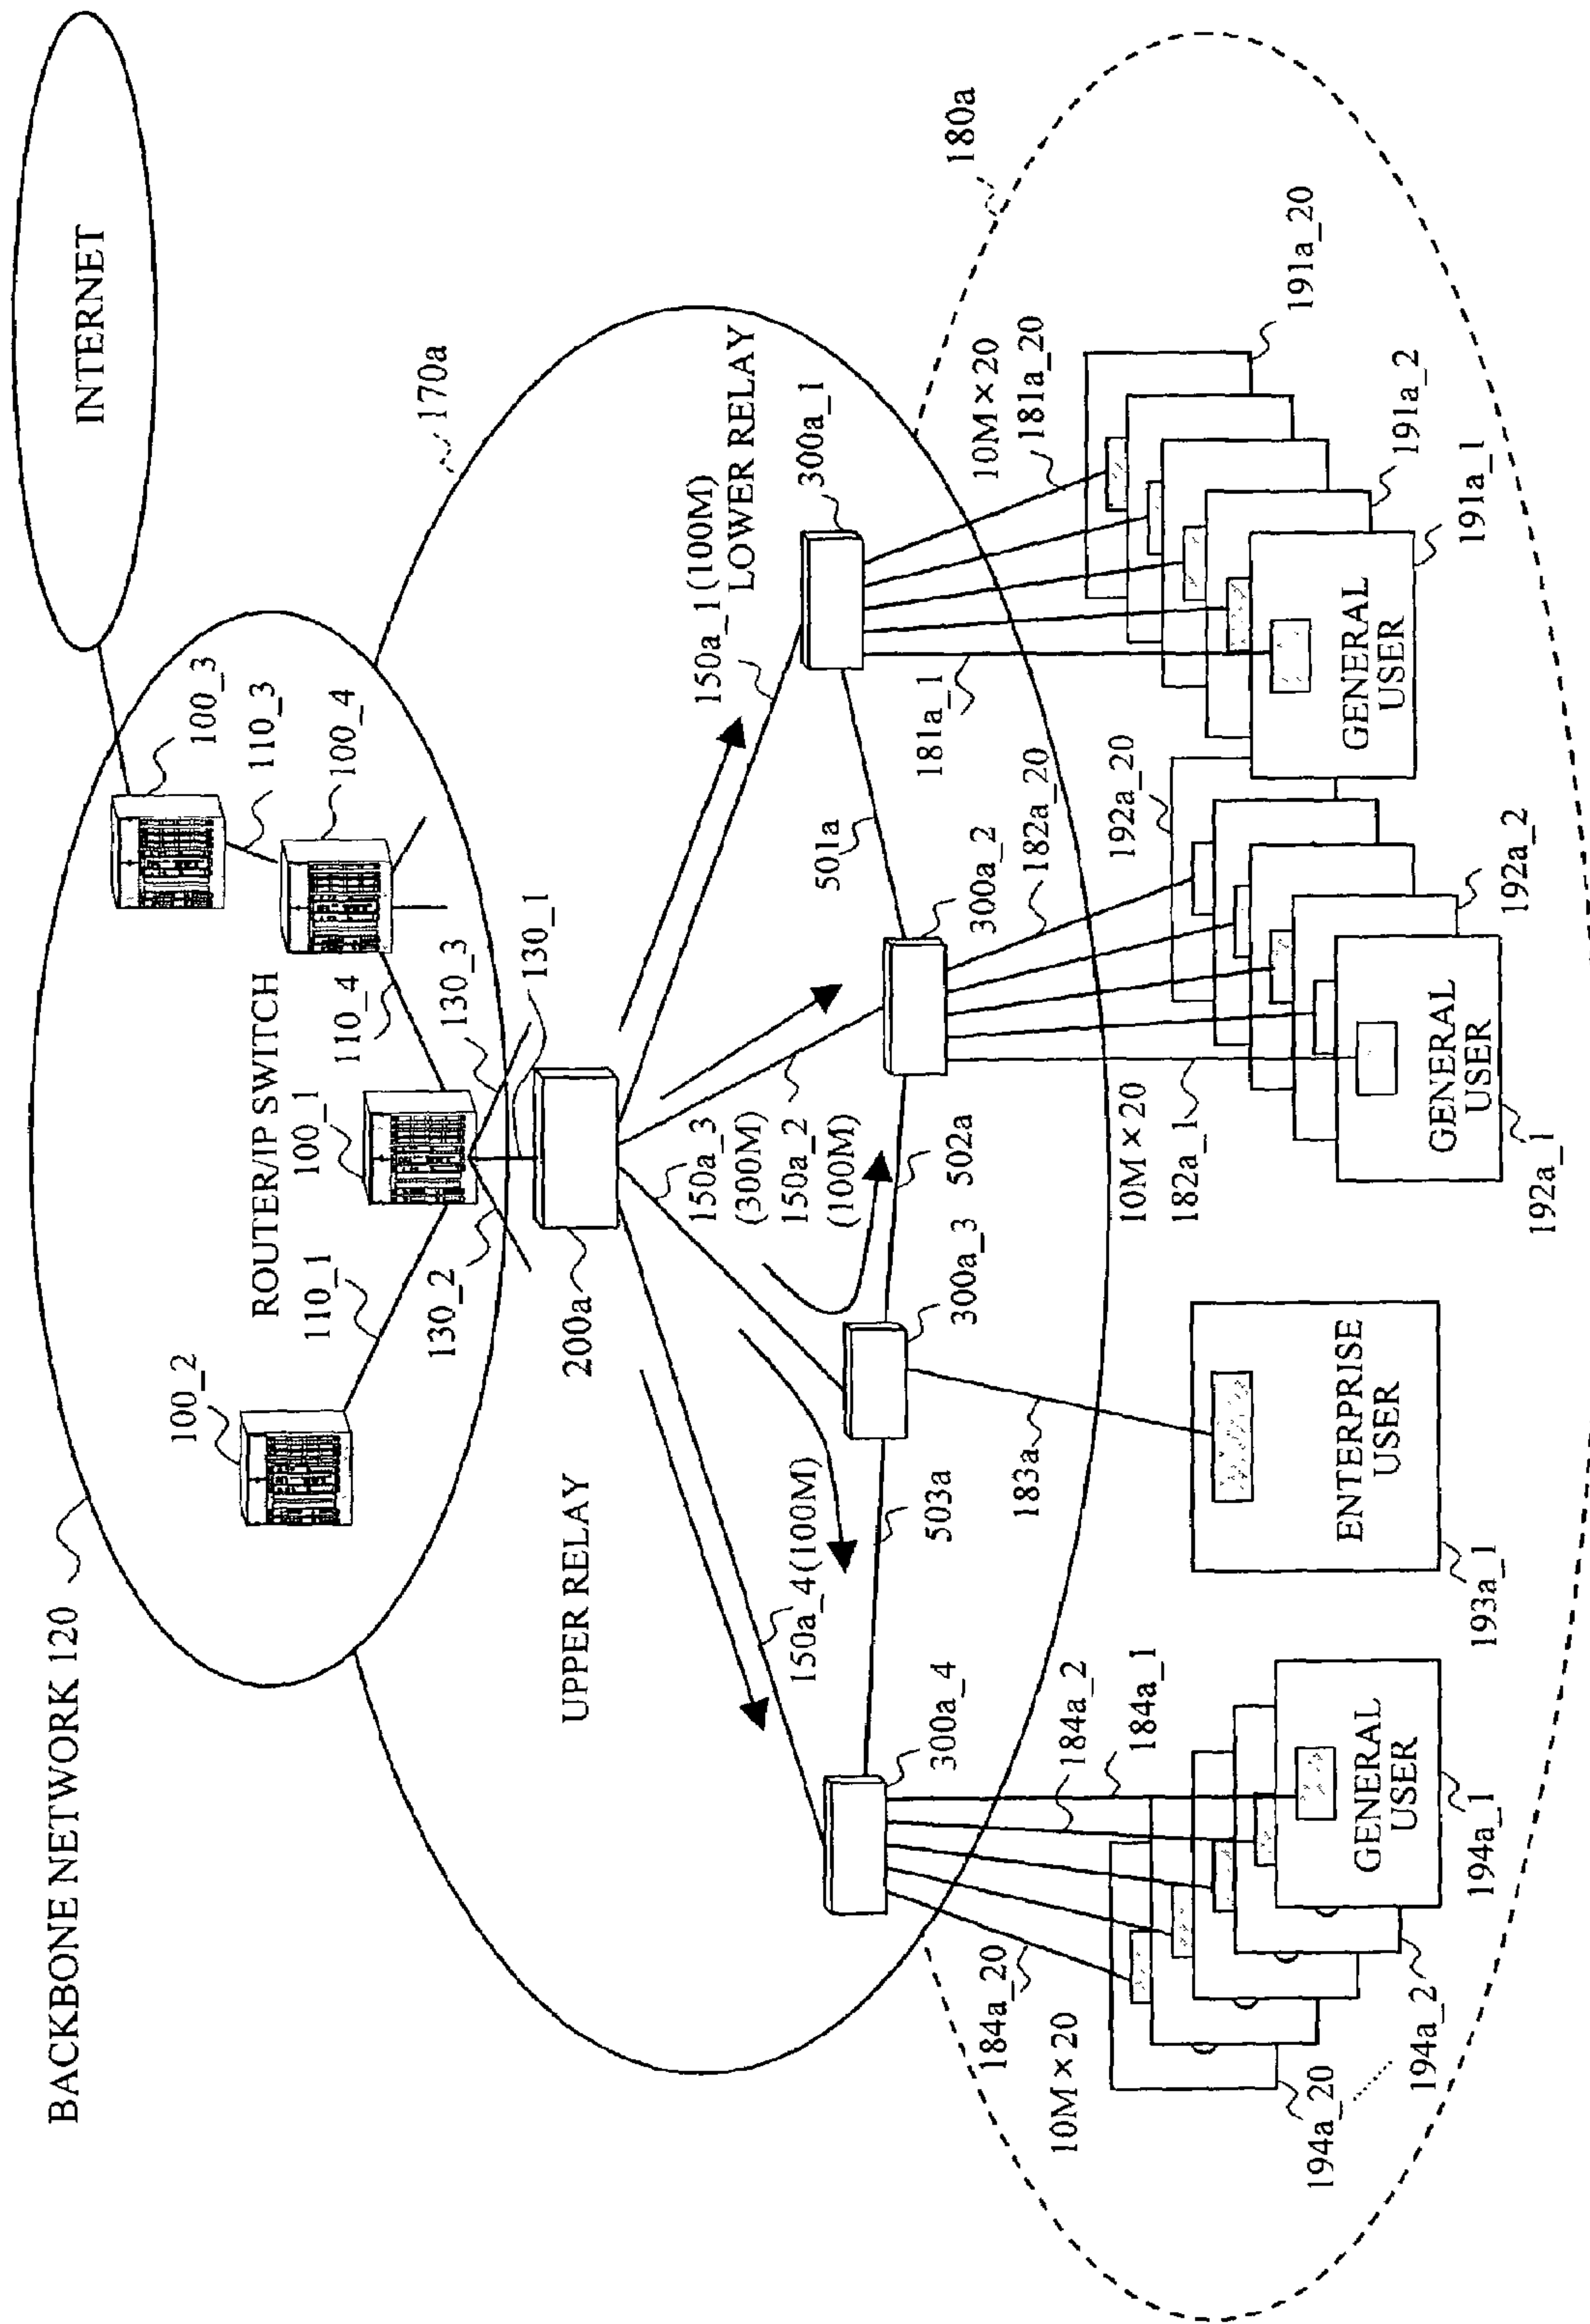 BACKBONE NETWORK 120
INTERNET
100_2
110_1
ROUTER/IP SWITCH
100_1
110_4
100_4
110_3
100_3
130_2
130_3
130_1
200a
170a
UPPER RELAY
150a_4(100M)
150a_3
(300M)
150a_2
(100M)
150a_1(100M)
LOWER RELAY
300a_4
503a
300a_3
502a
300a_2
501a
300a_1
180a
184a_20
10M×20
184a_2
184a_1
183a
10M×20
182a_1
182a_20
192a_20
181a_1
10M×20
181a_20
191a_20
194a_20
194a_2
GENERAL
USER
194a_1
ENTERPRISE
USER
193a_1
GENERAL
USER
192a_1
192a_2
GENERAL
USER
191a_1
191a_2